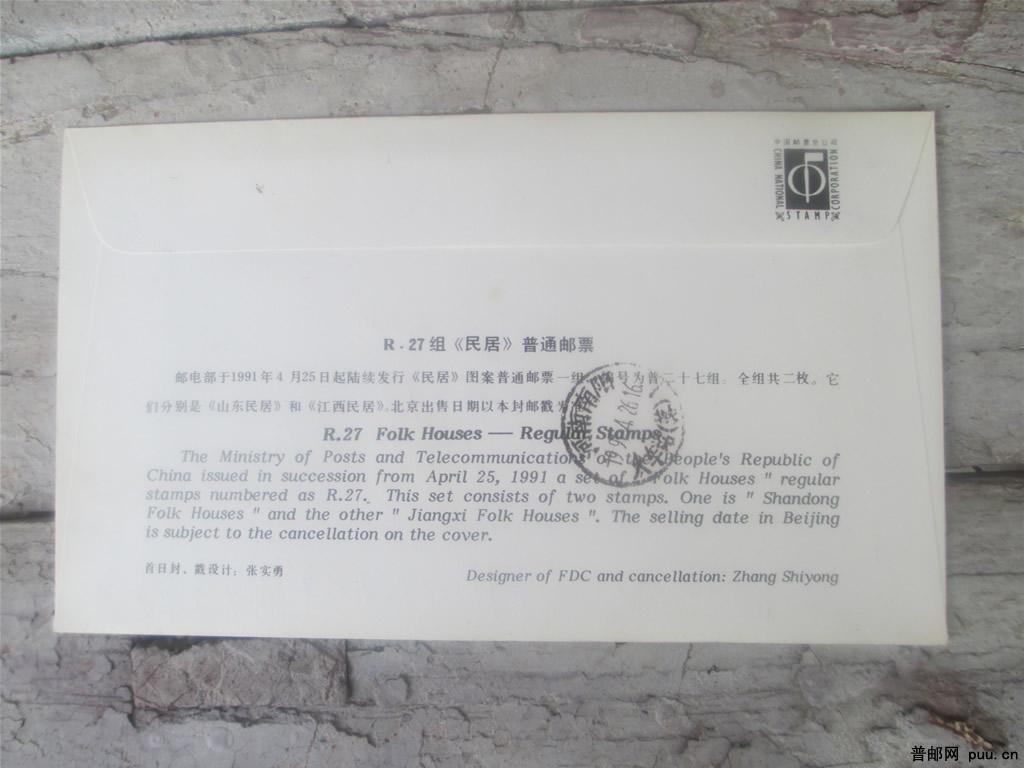 中国邮票总公司
CHINA NATIONAL
STAMP
CORPORATION
R.27组《民居》普通邮票
邮电部于1991年4月25日起陆续发行《民居》图案普通邮票一组，号为普二十七组；全组共二枚。它
们分别是《山东民居》和《江西民居》。北京出售日期以本封邮戳为
R.27 Folk Houses — Regular Stamps
The Ministry of Posts and Telecommunications of the People's Republic of
China issued in succession from April 25, 1991 a set of " Folk Houses " regular
stamps numbered as R.27. This set consists of two stamps. One is " Shandong
Folk Houses " and the other " Jiangxi Folk Houses ". The selling date in Beijing
is subject to the cancellation on the cover.
首日封、戳设计：张实勇
Designer of FDC and cancellation: Zhang Shiyong
河南南阳
普邮网 puu.cn